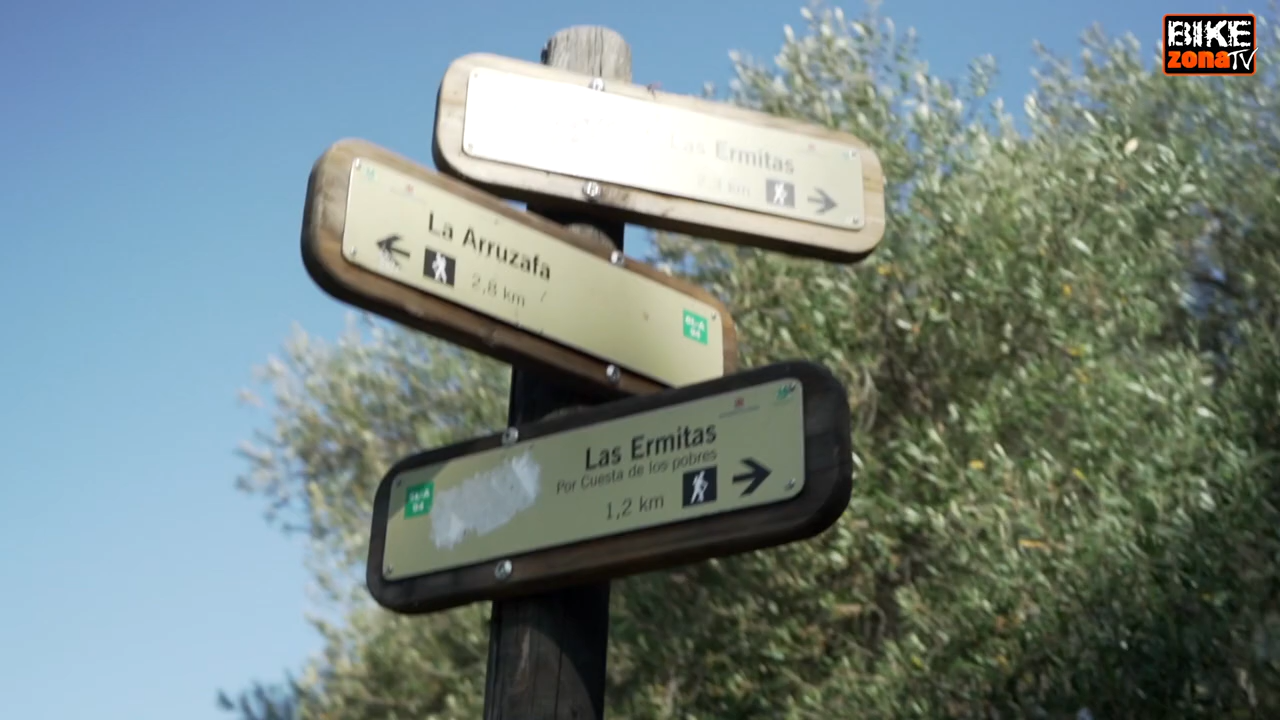 BIKE
zonaTV
Las Ermitas
La Arruzafa
2,8 km
Las Ermitas
Por Cuesta de los pobres
1,2 km